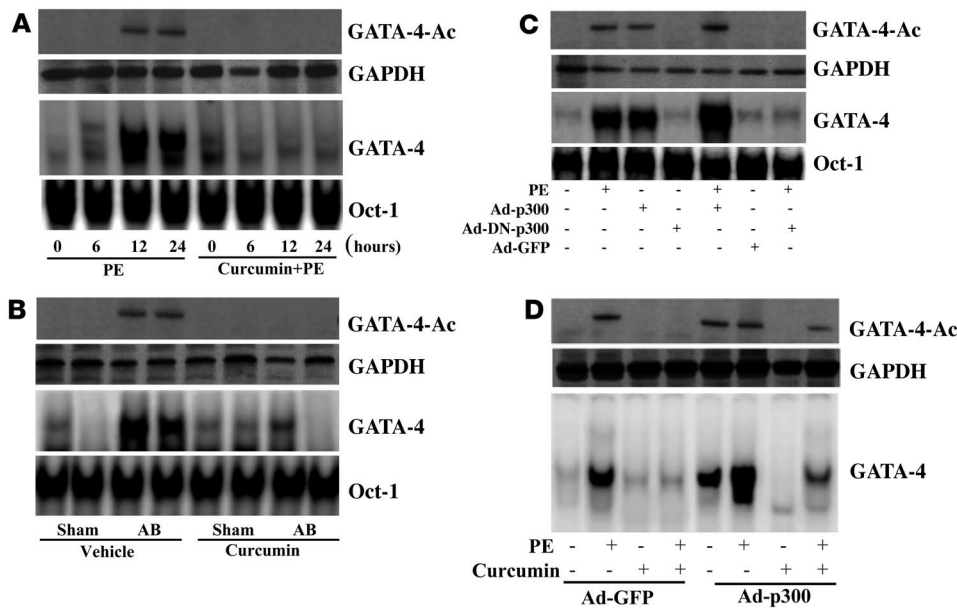 A
GATA-4-Ac
GAPDH
GATA-4
Oct-1
0 6 12 24 0 6 12 24 (hours)
PE Curcumin+PE
B
GATA-4-Ac
GAPDH
GATA-4
Oct-1
Sham AB Sham AB
Vehicle Curcumin
C
GATA-4-Ac
GAPDH
GATA-4
Oct-1
PE - + - - + - +
Ad-p300 - - + - + - -
Ad-DN-p300 - - - + - - +
Ad-GFP - - - - - + -
D
GATA-4-Ac
GAPDH
GATA-4
PE - + - + - + - +
Curcumin - - + + - - + +
Ad-GFP Ad-p300